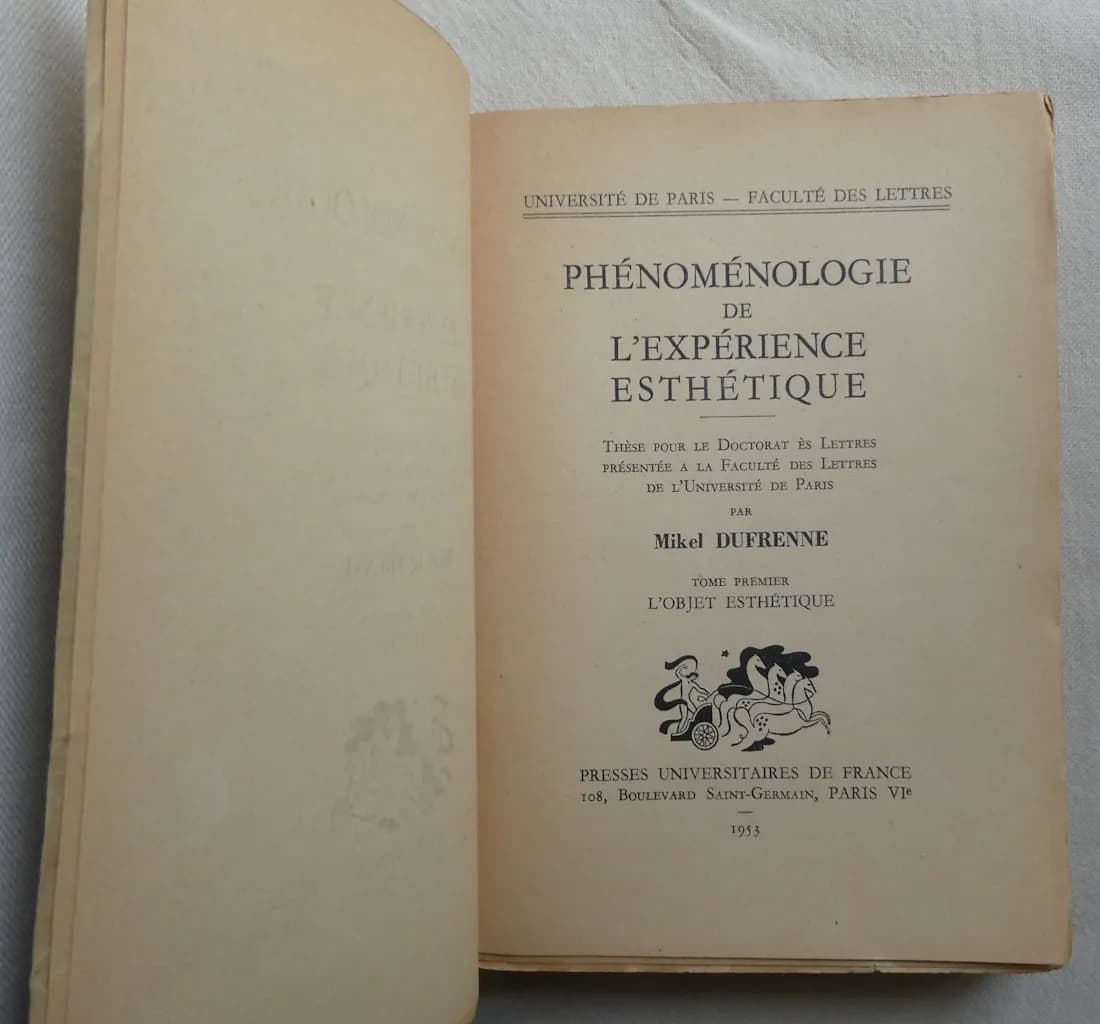 UNIVERSITÉ DE PARIS — FACULTÉ DES LETTRES
PHÉNOMÉNOLOGIE
DE
L'EXPÉRIENCE
ESTHÉTIQUE
THÈSE POUR LE DOCTORAT ÈS LETTRES
PRÉSENTÉE A LA FACULTÉ DES LETTRES
DE L'UNIVERSITÉ DE PARIS
PAR
Mikel DUFRENNE
TOME PREMIER
L'OBJET ESTHÉTIQUE
PRESSES UNIVERSITAIRES DE FRANCE
108, BOULEVARD SAINT-GERMAIN, PARIS VIe
1953